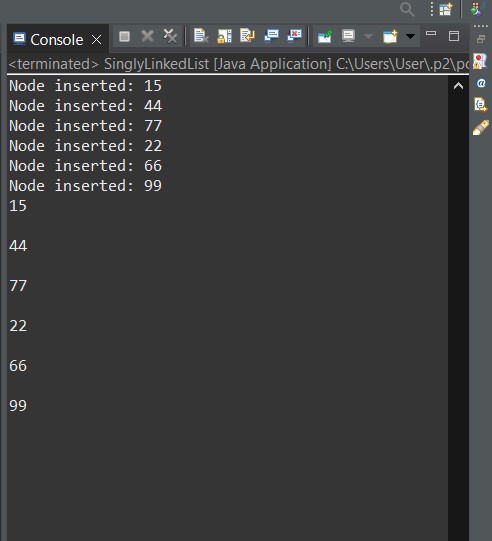 Console
<terminated> SinglyLinkedList [Java Application] C:\Users\User\.p2\po
Node inserted: 15
Node inserted: 44
Node inserted: 77
Node inserted: 22
Node inserted: 66
Node inserted: 99
15
44
77
22
66
99